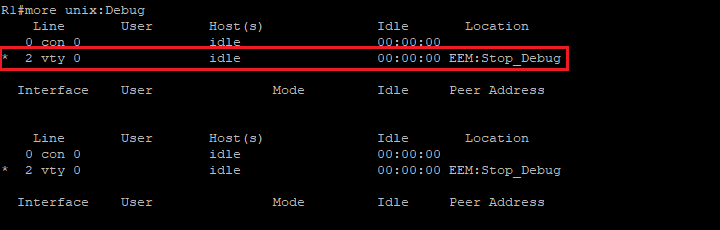 R1#more unix:Debug
    Line       User       Host(s)              Idle       Location
   0 con 0                idle                 00:00:00
*  2 vty 0                idle                 00:00:00 EEM:Stop_Debug
  Interface    User               Mode         Idle     Peer Address
    Line       User       Host(s)              Idle       Location
   0 con 0                idle                 00:00:00
*  2 vty 0                idle                 00:00:00 EEM:Stop_Debug
  Interface    User               Mode         Idle     Peer Address